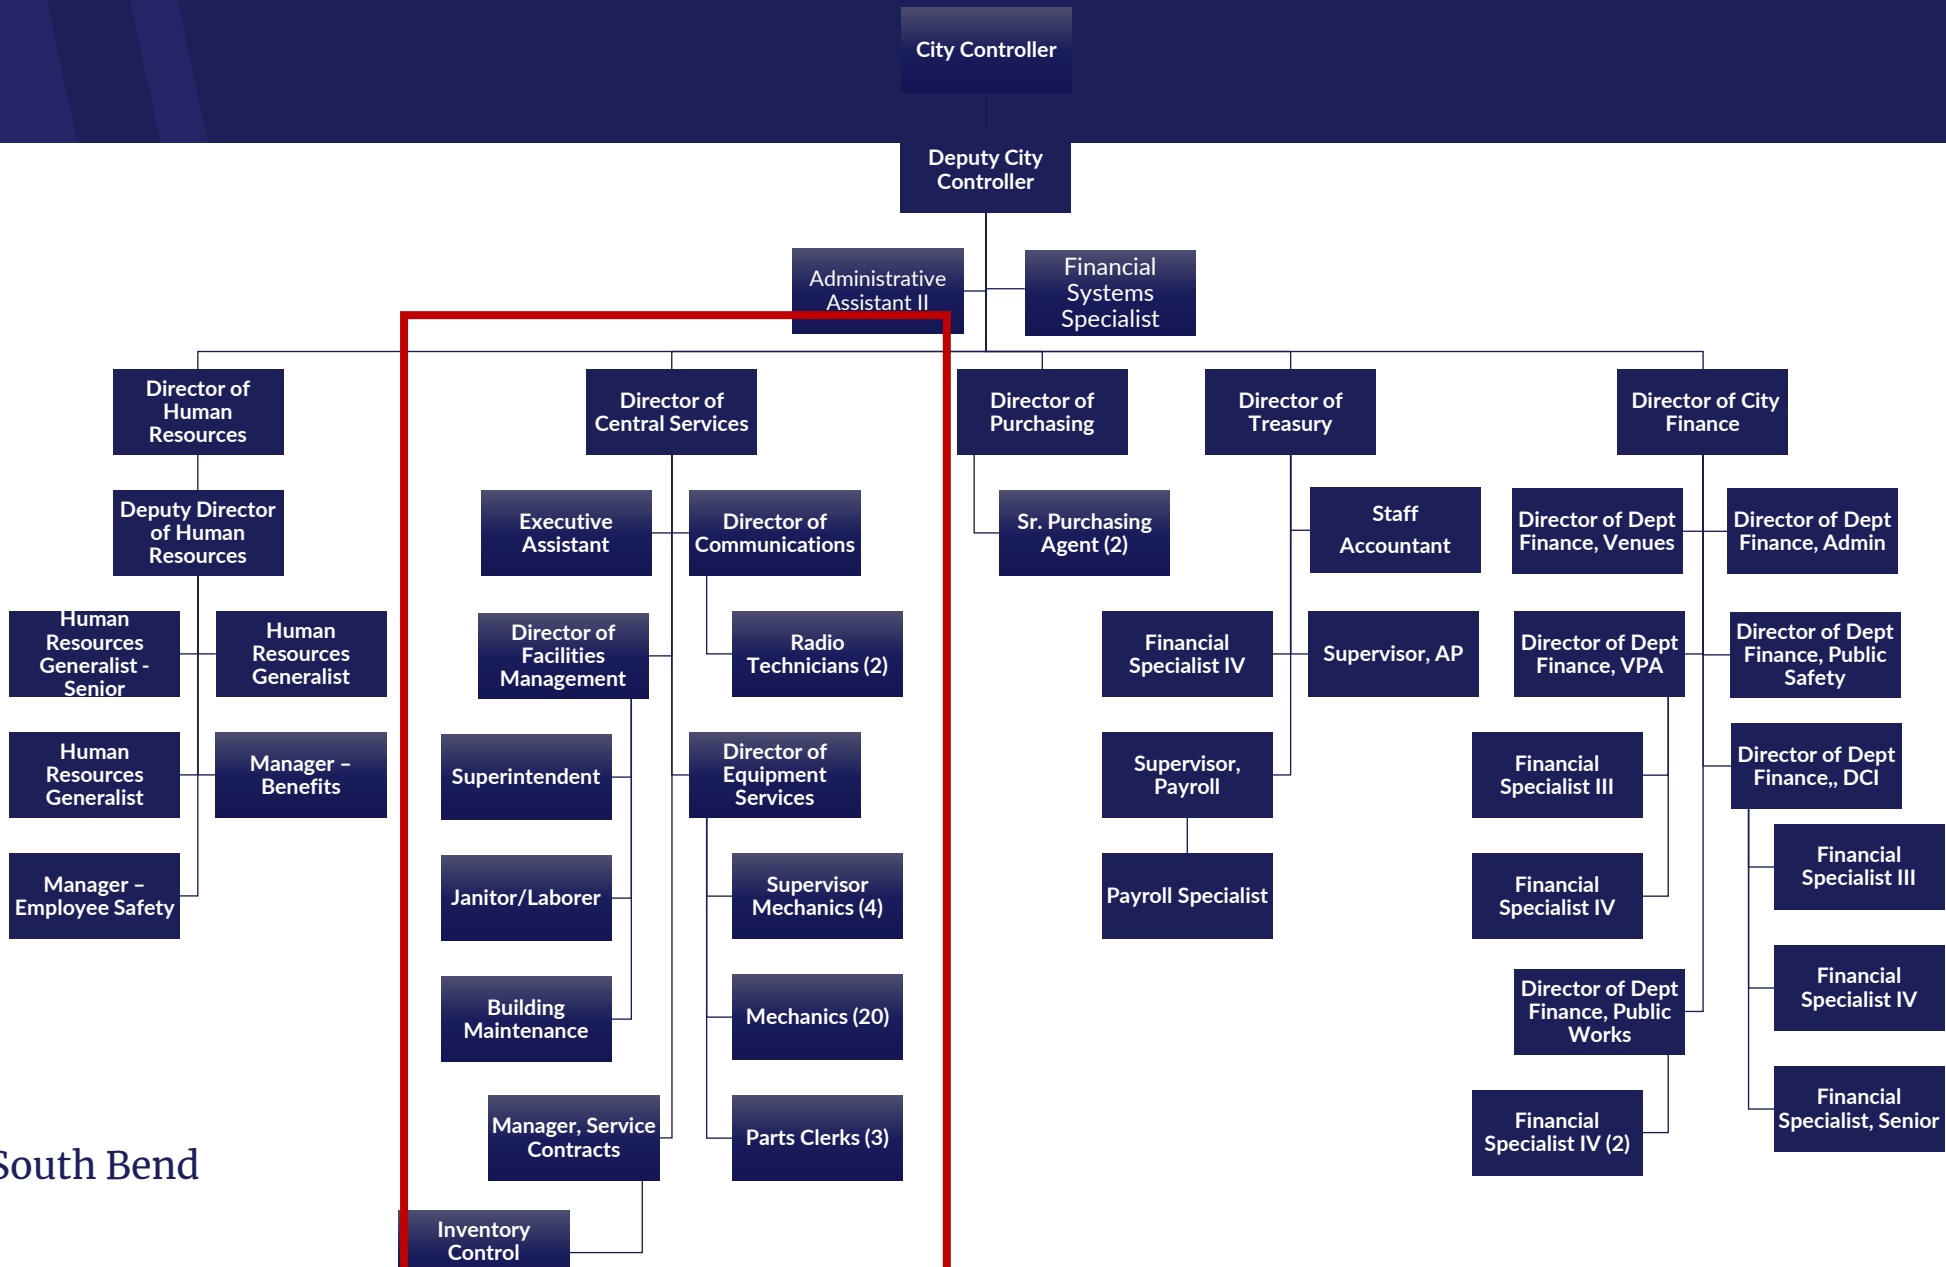 City Controller
Deputy City
Controller
Administrative
Assistant II
Financial
Systems
Specialist
Director of
Human
Resources
Director of
Central Services
Director of
Purchasing
Director of
Treasury
Director of City
Finance
Deputy Director
of Human
Resources
Executive
Assistant
Director of
Communications
Sr. Purchasing
Agent (2)
Staff
Accountant
Director of Dept
Finance, Venues
Director of Dept
Finance, Admin
Human
Resources
Generalist -
Senior
Human
Resources
Generalist
Director of
Facilities
Management
Radio
Technicians (2)
Financial
Specialist IV
Supervisor, AP
Director of Dept
Finance, VPA
Director of Dept
Finance, Public
Safety
Human
Resources
Generalist
Manager –
Benefits
Superintendent
Director of
Equipment
Services
Supervisor,
Payroll
Financial
Specialist III
Director of Dept
Finance,, DCI
Manager –
Employee Safety
Janitor/Laborer
Supervisor
Mechanics (4)
Payroll Specialist
Financial
Specialist IV
Financial
Specialist III
Building
Maintenance
Mechanics (20)
Director of Dept
Finance, Public
Works
Financial
Specialist IV
Manager, Service
Contracts
Parts Clerks (3)
Financial
Specialist IV (2)
Financial
Specialist, Senior
South Bend
Inventory
Control